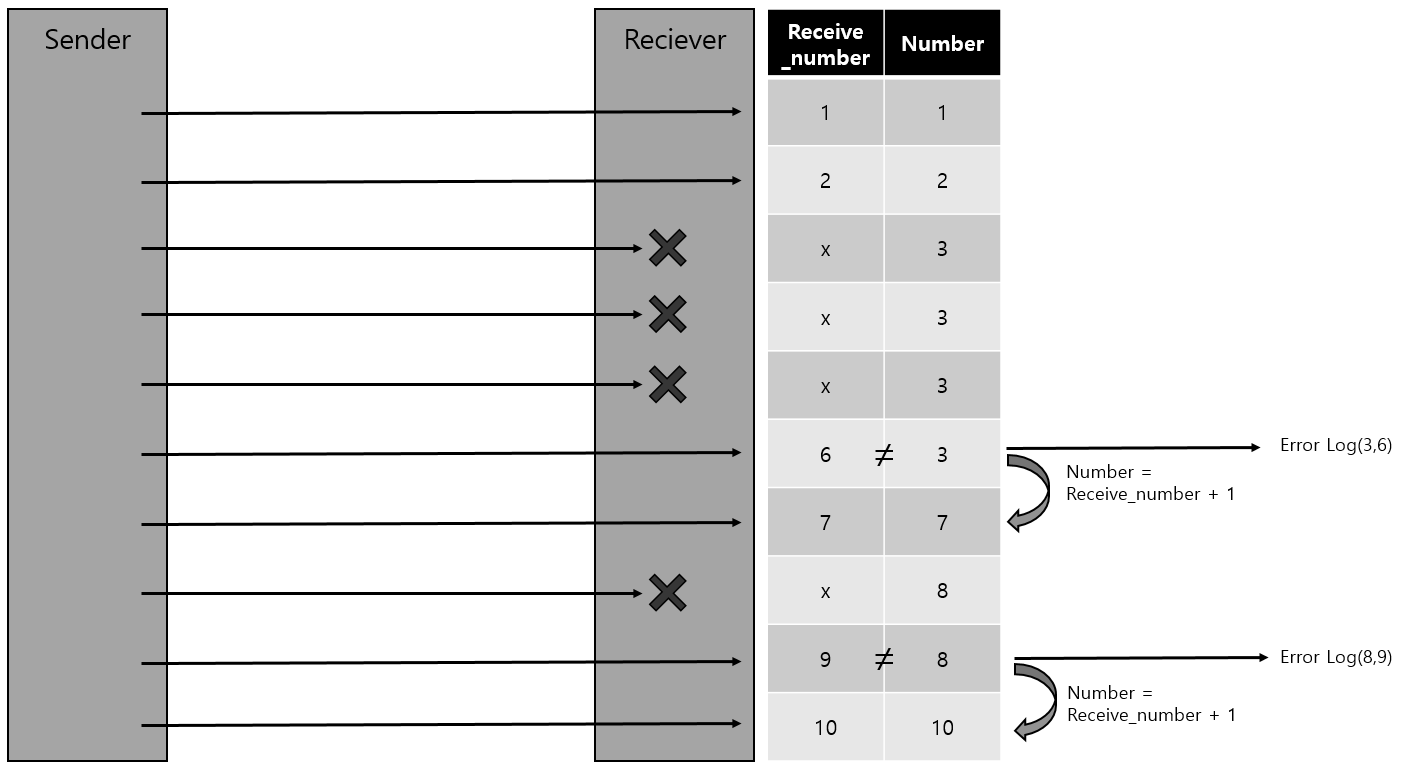 Sender
Reciever
Receive
_number
Number
1 1
2 2
x 3
x 3
x 3
6 ≠ 3
Error Log(3,6)
Number =
Receive_number + 1
7 7
x 8
9 ≠ 8
Error Log(8,9)
Number =
Receive_number + 1
10 10